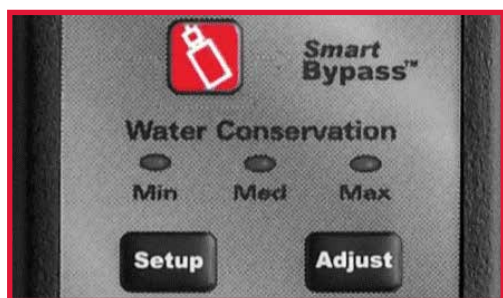 Smart
Bypass™
Water Conservation
Min Med Max
Setup Adjust